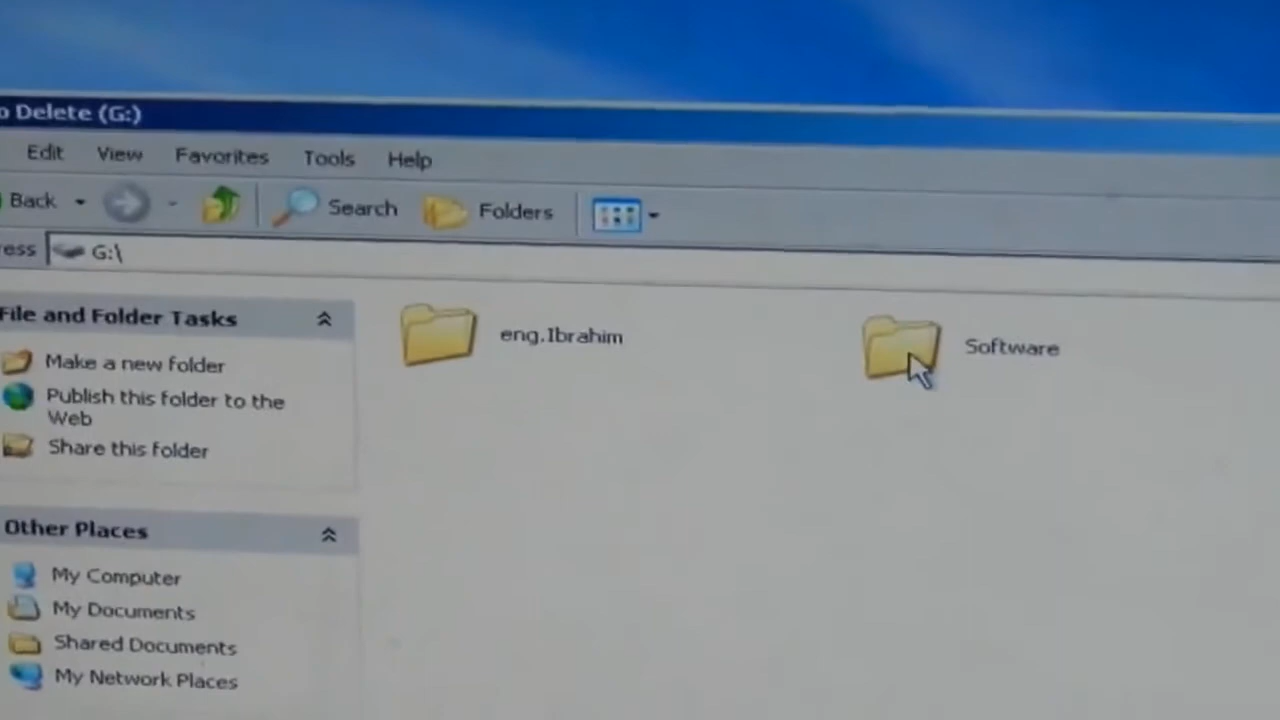 o Delete (G:)
Edit View Favorites Tools Help
Back Search Folders
ress G:\
File and Folder Tasks
Make a new folder
Publish this folder to the
Web
Share this folder
Other Places
My Computer
My Documents
Shared Documents
My Network Places
eng.Ibrahim
Software